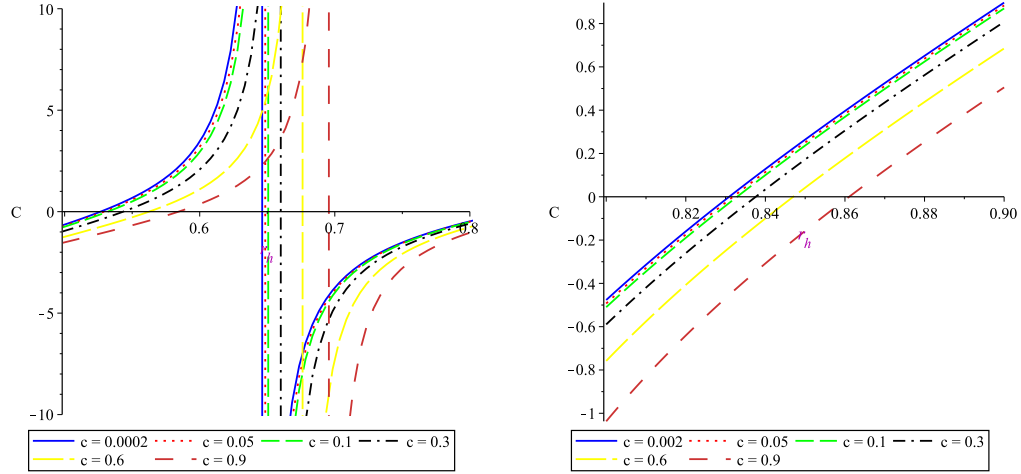 10
5
C
0
0.6
0.7
0.8
h
-5
-10
c = 0.0002 c = 0.05 c = 0.1 c = 0.3
c = 0.6 c = 0.9
0.8
0.6
0.4
0.2
C
0
0.82 0.84 0.86 0.88 0.90
r_h
-0.2
-0.4
-0.6
-0.8
-1
c = 0.002 c = 0.05 c = 0.1 c = 0.3
c = 0.6 c = 0.9